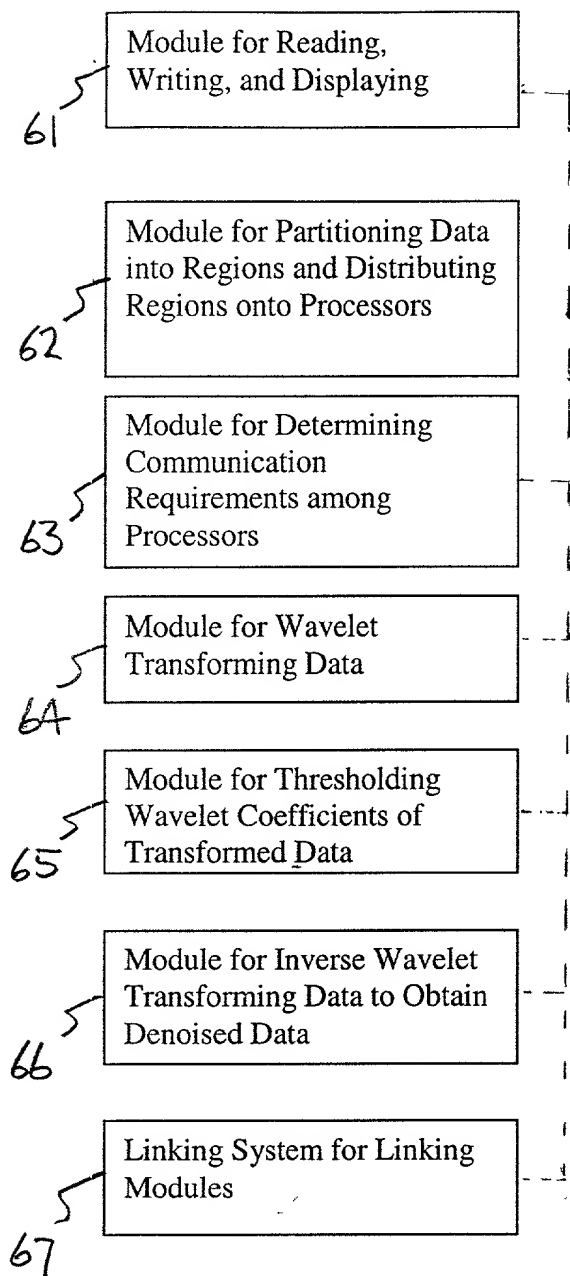 Module for Reading,
Writing, and Displaying
61
Module for Partitioning Data
into Regions and Distributing
Regions onto Processors
62
Module for Determining
Communication
Requirements among
Processors
63
Module for Wavelet
Transforming Data
64
Module for Thresholding
Wavelet Coefficients of
Transformed Data
65
Module for Inverse Wavelet
Transforming Data to Obtain
Denoised Data
66
Linking System for Linking
Modules
67